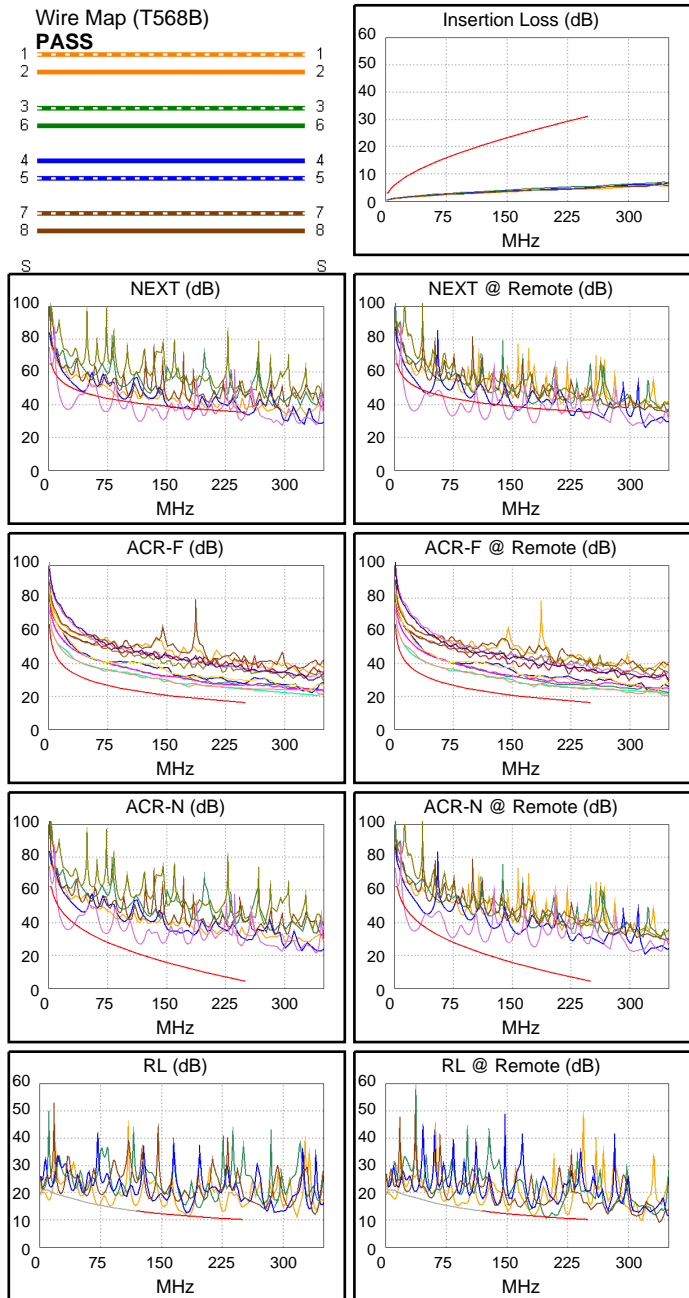 Wire Map (T568B)
PASS
1 1
2 2
3 3
6 6
4 4
5 5
7 7
8 8
S S
Insertion Loss (dB)
60
50
40
30
20
10
0
0 75 150 225 300
MHz
NEXT (dB)
100
80
60
40
20
0
0 75 150 225 300
MHz
NEXT @ Remote (dB)
100
80
60
40
20
0
0 75 150 225 300
MHz
ACR-F (dB)
100
80
60
40
20
0
0 75 150 225 300
MHz
ACR-F @ Remote (dB)
100
80
60
40
20
0
0 75 150 225 300
MHz
ACR-N (dB)
100
80
60
40
20
0
0 75 150 225 300
MHz
ACR-N @ Remote (dB)
100
80
60
40
20
0
0 75 150 225 300
MHz
RL (dB)
60
50
40
30
20
10
0
0 75 150 225 300
MHz
RL @ Remote (dB)
60
50
40
30
20
10
0
0 75 150 225 300
MHz